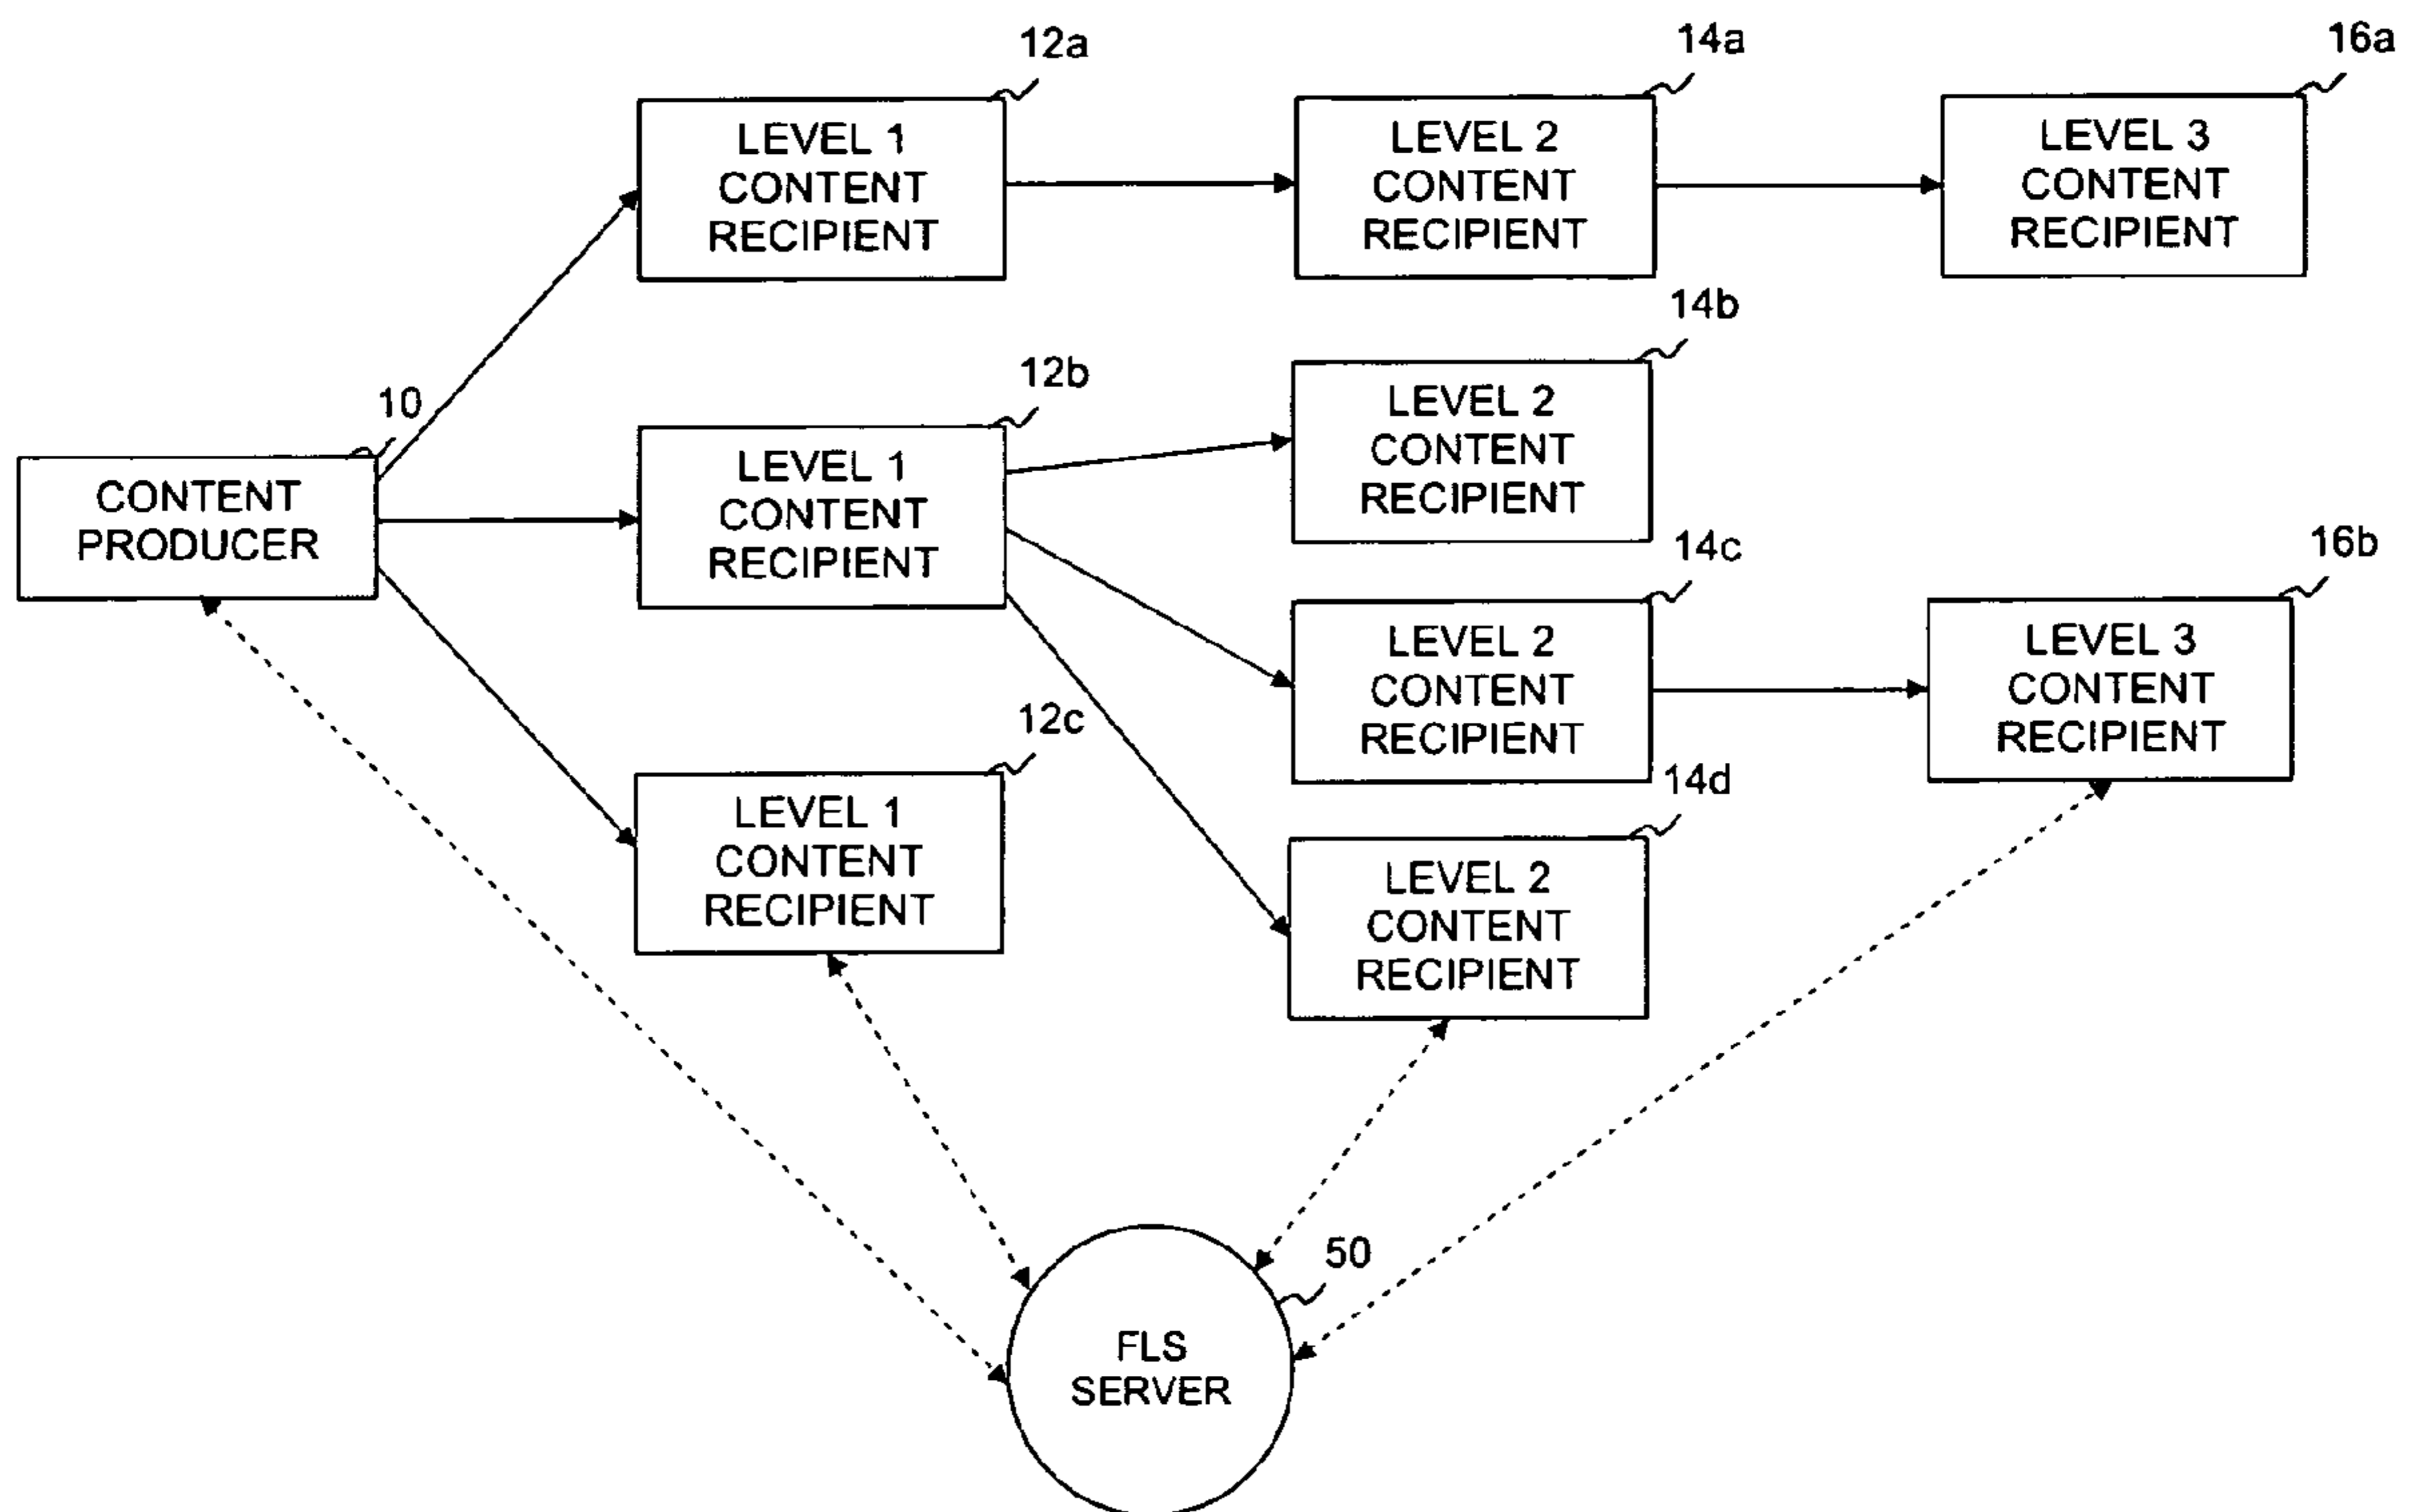 12a
14a
16a
LEVEL 1
CONTENT
RECIPIENT
LEVEL 2
CONTENT
RECIPIENT
LEVEL 3
CONTENT
RECIPIENT
14b
12b
LEVEL 2
CONTENT
RECIPIENT
10
CONTENT
PRODUCER
LEVEL 1
CONTENT
RECIPIENT
14c
16b
LEVEL 2
CONTENT
RECIPIENT
LEVEL 3
CONTENT
RECIPIENT
12c
14d
LEVEL 1
CONTENT
RECIPIENT
LEVEL 2
CONTENT
RECIPIENT
50
FLS
SERVER